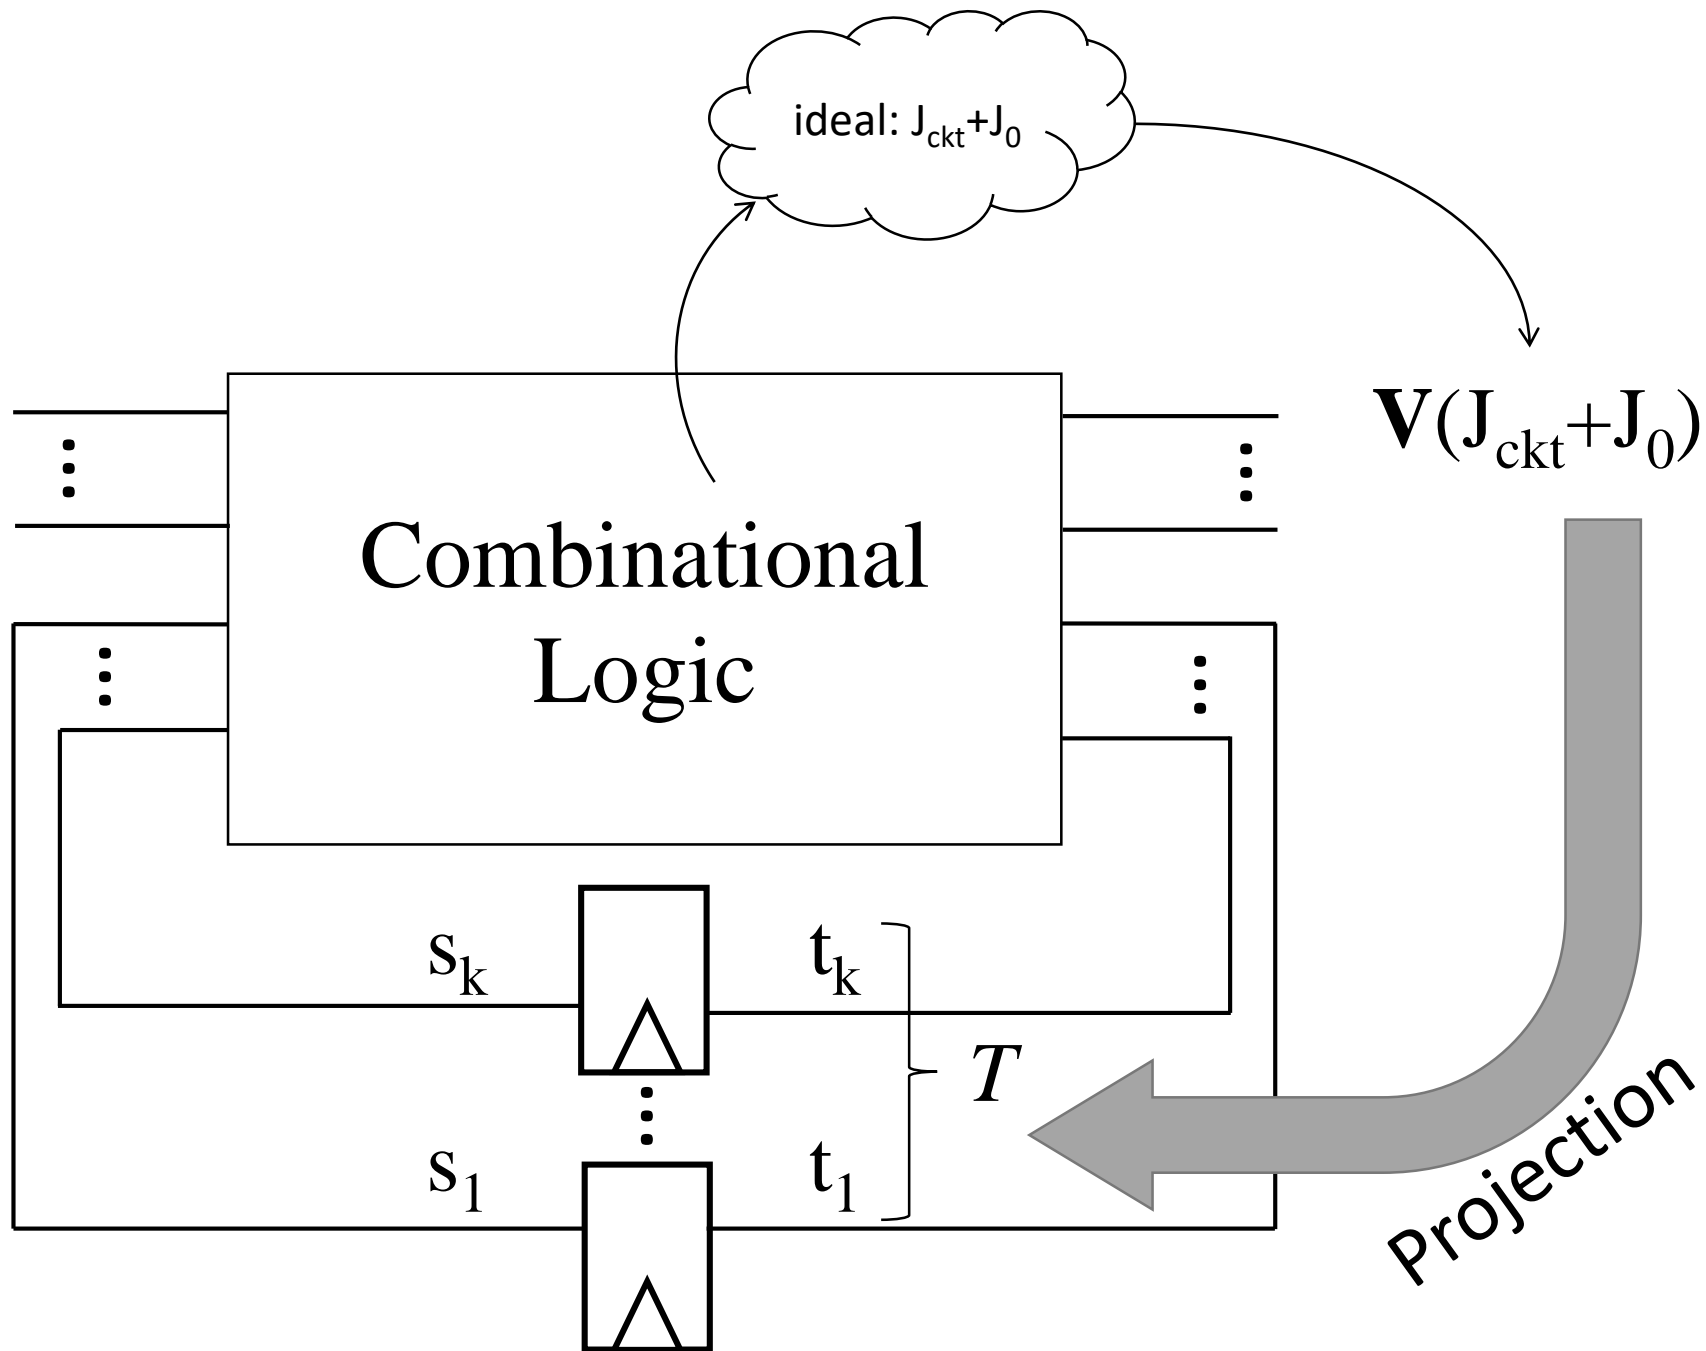 ideal: J_ckt+J_0
V(J_ckt+J_0)
Combinational
Logic
s_k
t_k
T
s_1
t_1
Projection